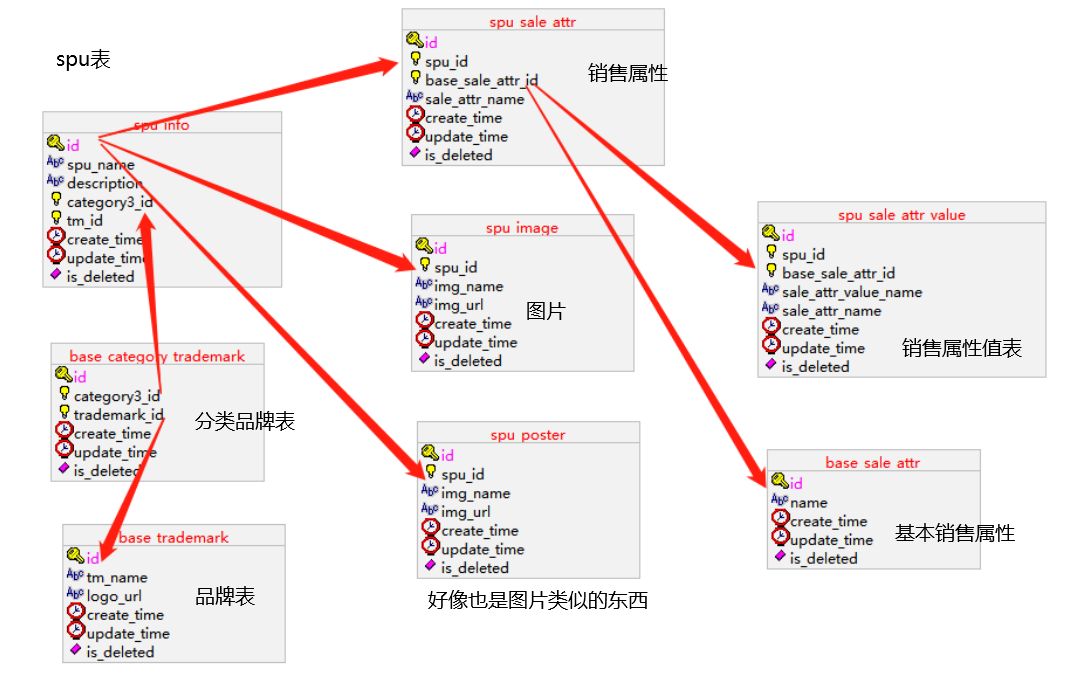 spu表
spu info
id
spu_name
description
category3_id
tm_id
create_time
update_time
is_deleted
base category trademark
id
category3_id
trademark_id
create_time
update_time
is_deleted
分类品牌表
base trademark
id
tm_name
logo_url
create_time
update_time
is_deleted
品牌表
spu sale attr
id
spu_id
base_sale_attr_id
sale_attr_name
create_time
update_time
is_deleted
销售属性
spu image
id
spu_id
img_name
img_url
create_time
update_time
is_deleted
图片
spu poster
id
spu_id
img_name
img_url
create_time
update_time
is_deleted
好像也是图片类似的东西
spu sale attr value
id
spu_id
base_sale_attr_id
sale_attr_value_name
sale_attr_name
create_time
update_time
is_deleted
销售属性值表
base sale attr
id
name
create_time
update_time
is_deleted
基本销售属性